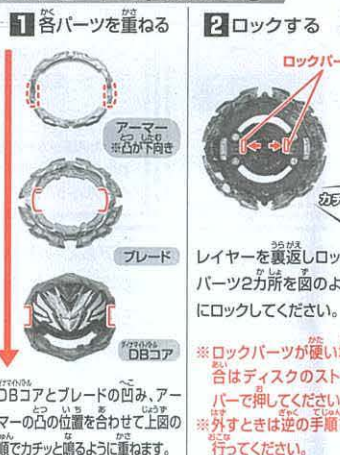 1 各パーツを重ねる
アーマー
※凸が下向き
ブレード
DBコア
DBコアとブレードの凹み、アー
マーの凸の位置を合わせて上図の
順でカチッと鳴るように重ねます。
2 ロックする
ロックパー
カチ
レイヤーを裏返しロッ
パーツ2カ所を図のよ
にロックしてください。
※ロックパーツが硬い
合はディスクのスト
パーで押してください
※外すときは逆の手順
行ってください。